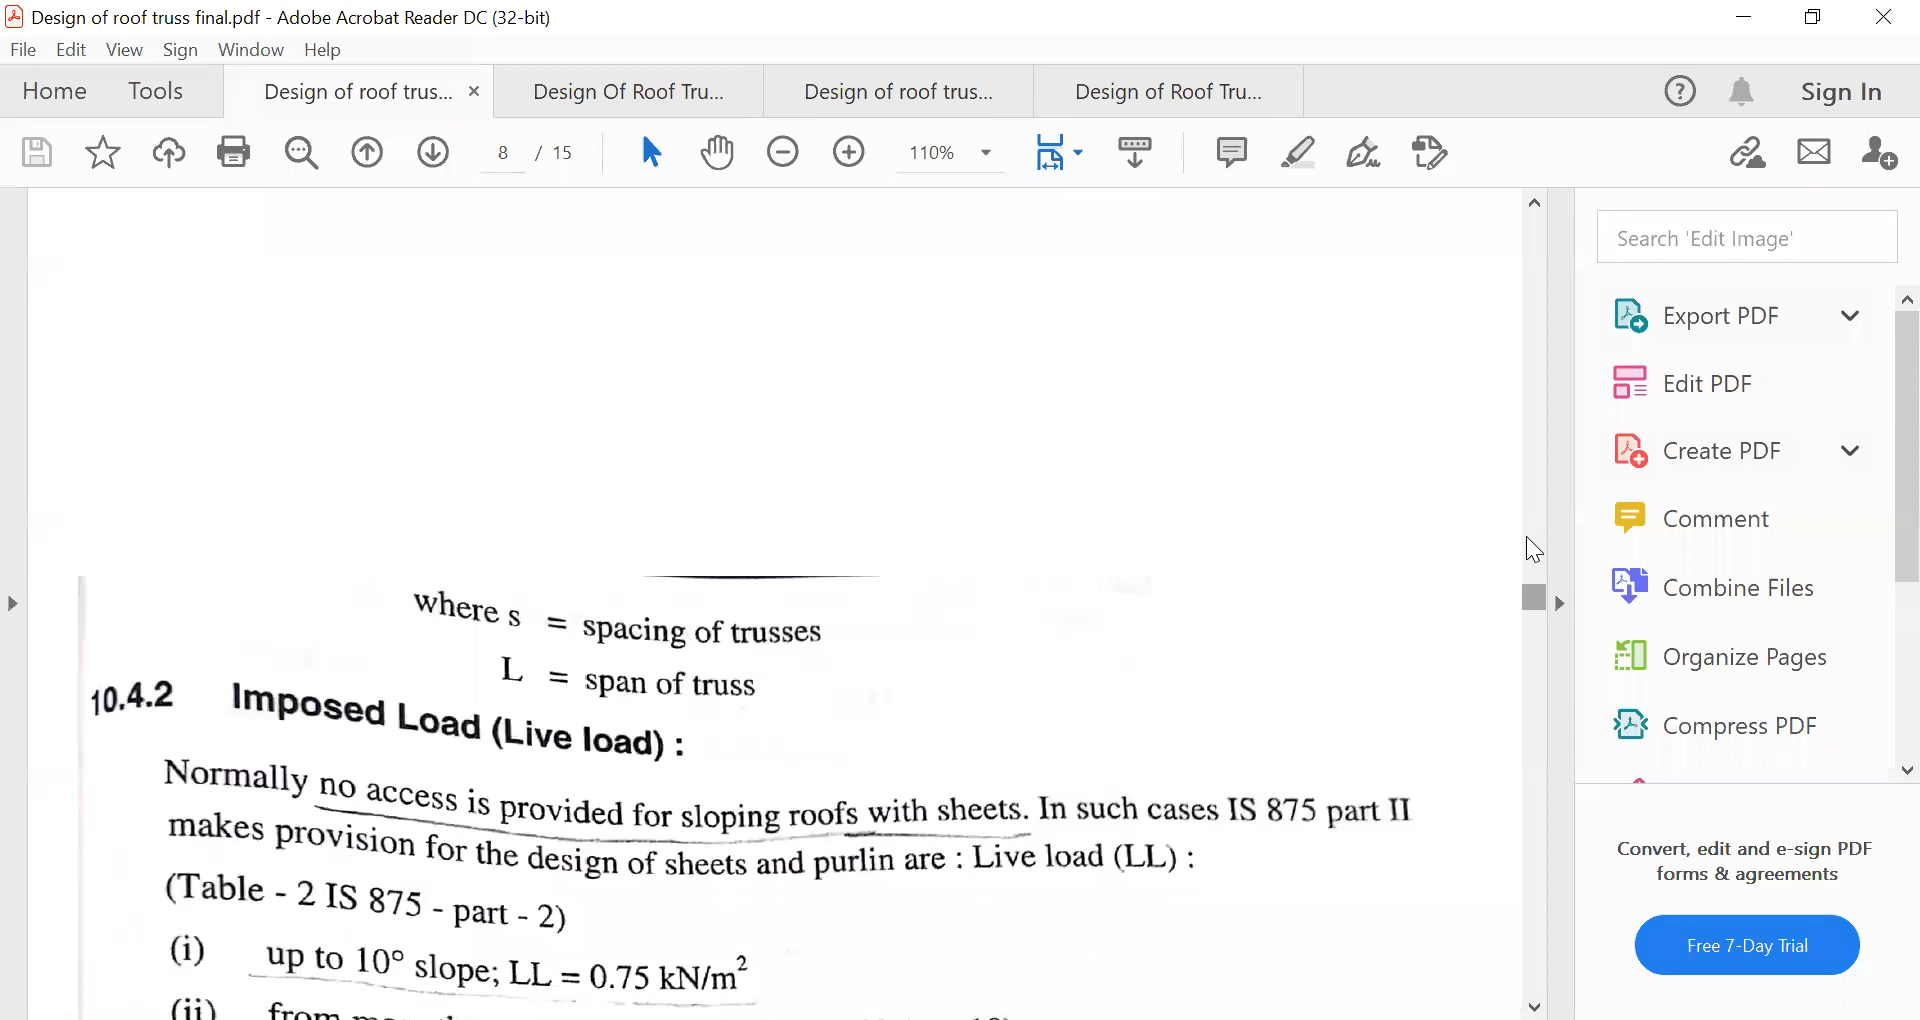 Design of roof truss final.pdf - Adobe Acrobat Reader DC (32-bit)
File Edit View Sign Window Help
Home Tools Design of roof trus... Design Of Roof Tru... Design of roof trus... Design of Roof Tru... Sign In
8 / 15 110%
Search 'Edit Image'
Export PDF
Edit PDF
Create PDF
Comment
Combine Files
Organize Pages
Compress PDF
Convert, edit and e-sign PDF
forms & agreements
Free 7-Day Trial
where s = spacing of trusses
L = span of truss
10.4.2 Imposed Load (Live load) :
Normally no access is provided for sloping roofs with sheets. In such cases IS 875 part II
makes provision for the design of sheets and purlin are : Live load (LL) :
(Table - 2 IS 875 - part - 2)
(i) up to 10° slope; LL = 0.75 kN/m²
(ii) from